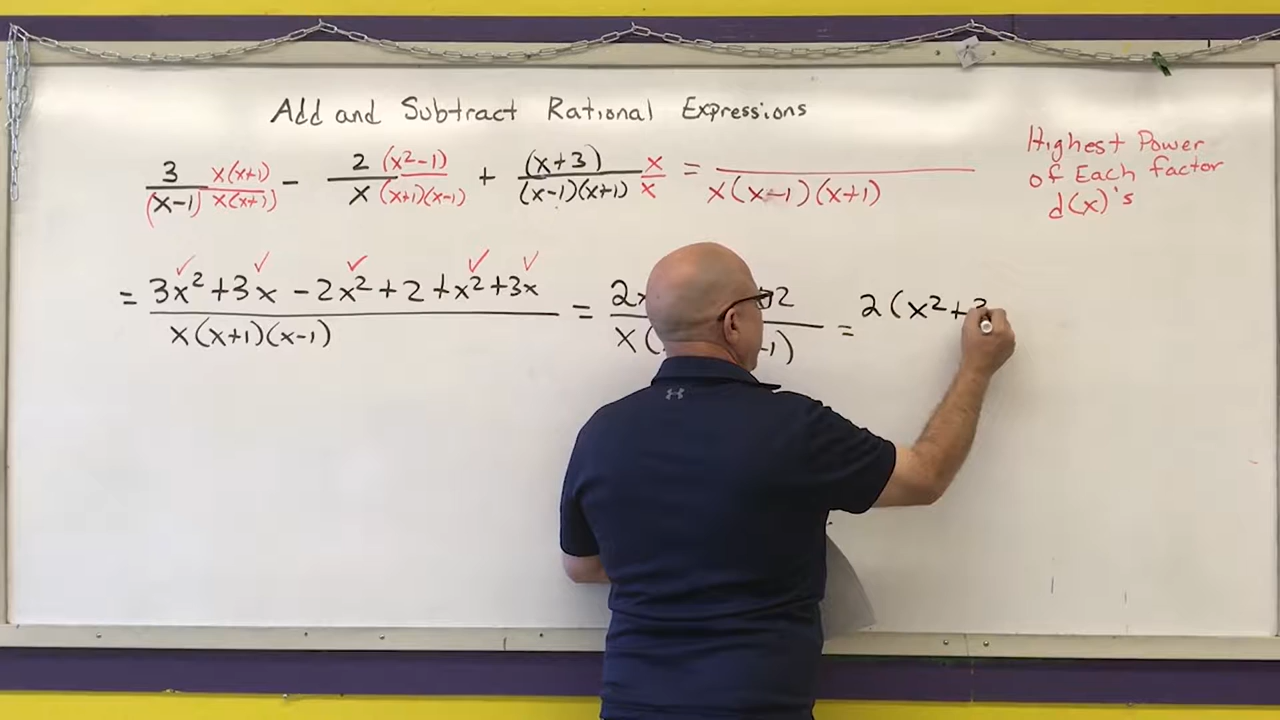 Add and Subtract Rational Expressions
3/(x-1) x(x+1)/x(x+1) - 2/x (x²-1)/(x+1)(x-1) + (x+3)/(x-1)(x+1) x/x = /x(x-1)(x+1)
Highest Power
of Each factor
d(x)'s
= 3x²+3x-2x²+2+x²+3x / x(x+1)(x-1) = 2x 2 / x( -1) = 2(x²+